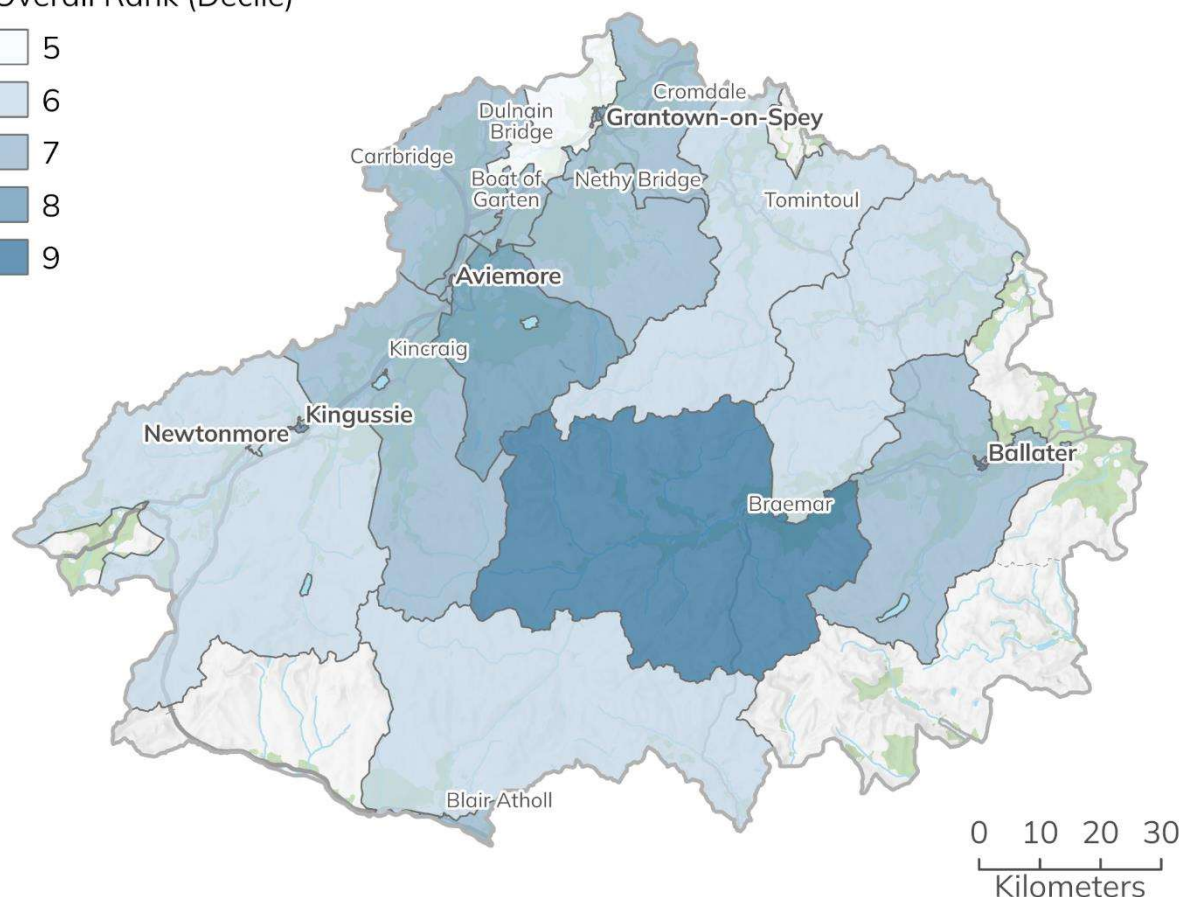 Overall Rank (Decile)
5
6
7
8
9
Cromdale
Dulnain
Bridge
Grantown-on-Spey
Carrbridge
Boat of
Garten
Nethy Bridge
Tomintoul
Aviemore
Kincraig
Kingussie
Newtonmore
Ballater
Braemar
Blair Atholl
0 10 20 30
Kilometers